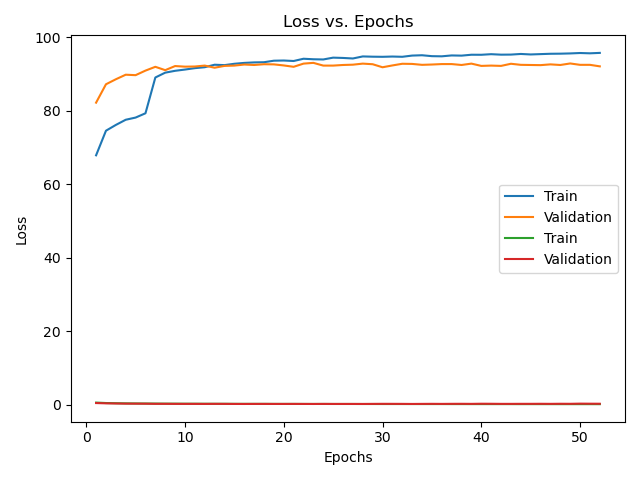 Loss vs. Epochs
100
80
60
40
20
0
Loss
Train
Validation
Train
Validation
0 10 20 30 40 50
Epochs